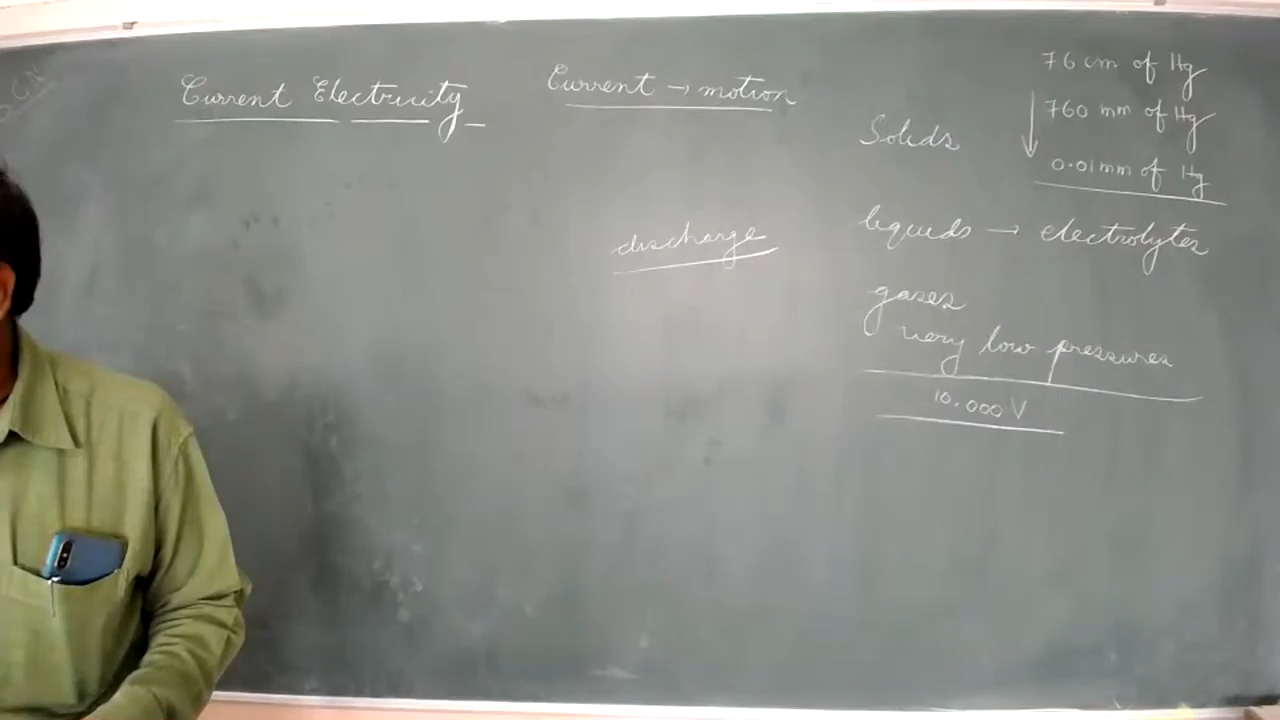 Current Electricity
Current → motion
discharge
76 cm of Hg
760 mm of Hg
0.01 mm of Hg
Solids
liquids → electrolytes
gases
very low pressures
10,000 V